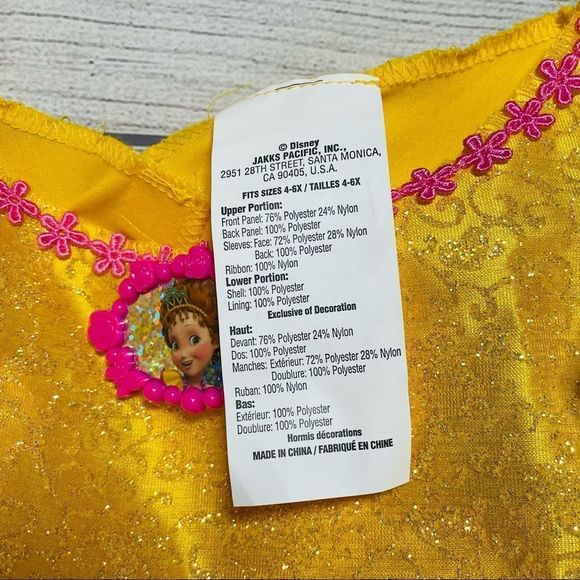 © Disney
JAKKS PACIFIC, INC.,
2951 28TH STREET, SANTA MONICA,
CA 90405, U.S.A.
FITS SIZES 4-6X / TAILLES 4-6X
Upper Portion:
Front Panel: 76% Polyester 24% Nylon
Back Panel: 100% Polyester
Sleeves: Face: 72% Polyester 28% Nylon
Back: 100% Polyester
Ribbon: 100% Nylon
Lower Portion:
Shell: 100% Polyester
Lining: 100% Polyester
Exclusive of Decoration
Haut:
Devant: 76% Polyester 24% Nylon
Dos: 100% Polyester
Manches: Extérieur: 72% Polyester 28% Nylon
Doublure: 100% Polyester
Ruban: 100% Nylon
Bas:
Extérieur: 100% Polyester
Doublure: 100% Polyester
Hormis décorations
MADE IN CHINA / FABRIQUÉ EN CHINE